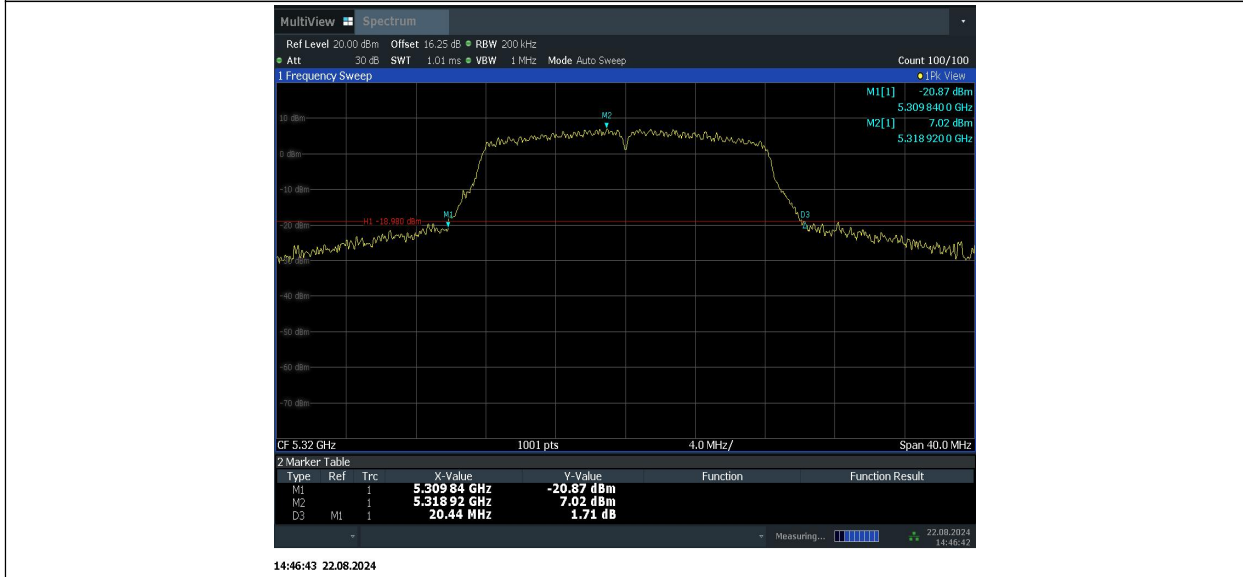 MultiView Spectrum
Ref Level 20.00 dBm Offset 16.25 dB RBW 200 kHz
Att 30 dB SWT 1.01 ms VBW 1 MHz Mode Auto Sweep Count 100/100
1 Frequency Sweep 1Pk View
M1[1] -20.87 dBm
5.309 840 0 GHz
M2[1] 7.02 dBm
5.318 920 0 GHz
M2
10 dBm
0 dBm
-10 dBm
H1 -18.980 dBm
M1
D3
-20 dBm
-30 dBm
-40 dBm
-50 dBm
-60 dBm
-70 dBm
CF 5.32 GHz 1001 pts 4.0 MHz/ Span 40.0 MHz
2 Marker Table
Type Ref Trc X-Value Y-Value Function Function Result
M1 1 5.309 84 GHz -20.87 dBm
M2 1 5.318 92 GHz 7.02 dBm
D3 M1 1 20.44 MHz 1.71 dB
Measuring... 22.08.2024
14:46:42
14:46:43 22.08.2024